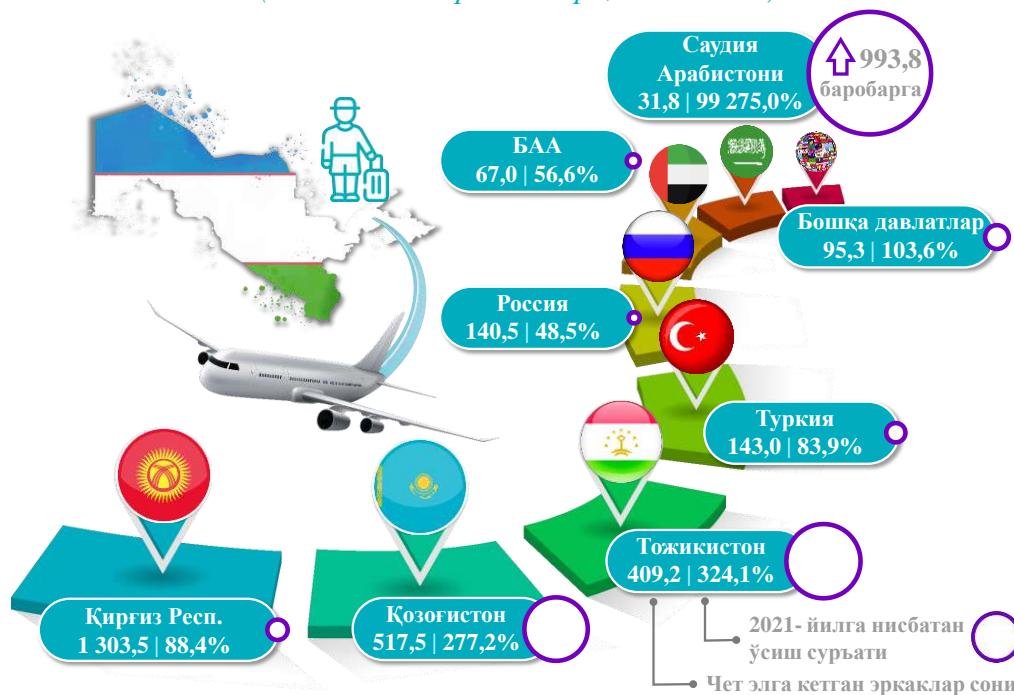 Саудия
Арабистони
31,8 | 99 275,0%
993,8
баробарга
БАА
67,0 | 56,6%
Бошқа давлатлар
95,3 | 103,6%
Россия
140,5 | 48,5%
Туркия
143,0 | 83,9%
Тожикистон
409,2 | 324,1%
Қирғиз Респ.
1 303,5 | 88,4%
Қозоғистон
517,5 | 277,2%
2021- йилга нисбатан
ўсиш суръати
Чет элга кетган эркаклар сони